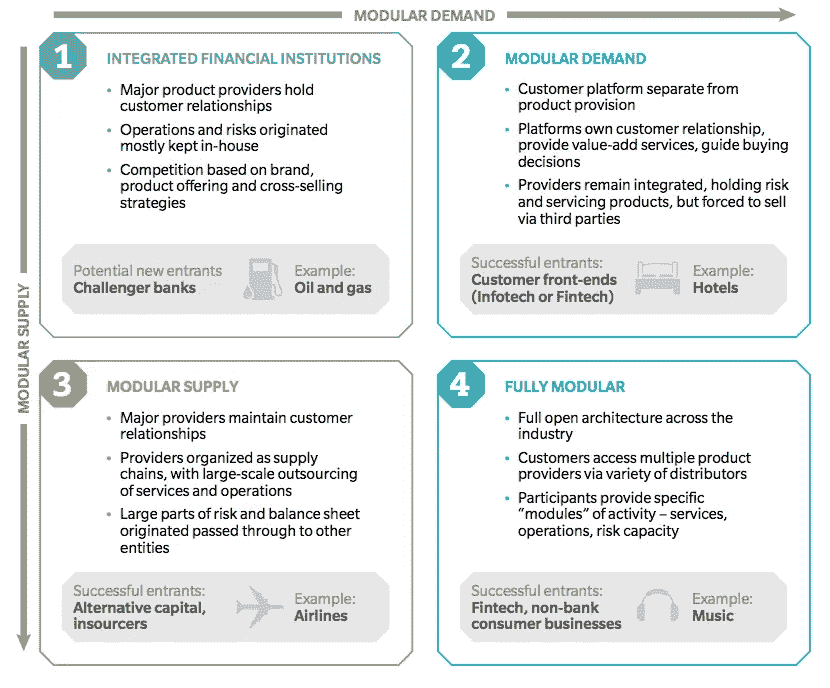 MODULAR DEMAND
MODULAR SUPPLY
1
INTEGRATED FINANCIAL INSTITUTIONS
• Major product providers hold
customer relationships
• Operations and risks originated
mostly kept in-house
• Competition based on brand,
product offering and cross-selling
strategies
Potential new entrants
Challenger banks
Example:
Oil and gas
2
MODULAR DEMAND
• Customer platform separate from
product provision
• Platforms own customer relationship,
provide value-add services, guide buying
decisions
• Providers remain integrated, holding risk
and servicing products, but forced to sell
via third parties
Successful entrants:
Customer front-ends
(Infotech or Fintech)
Example:
Hotels
3
MODULAR SUPPLY
• Major providers maintain customer
relationships
• Providers organized as supply
chains, with large-scale outsourcing
of services and operations
• Large parts of risk and balance sheet
originated passed through to other
entities
Successful entrants:
Alternative capital,
insourcers
Example:
Airlines
4
FULLY MODULAR
• Full open architecture across the
industry
• Customers access multiple product
providers via variety of distributors
• Participants provide specific
“modules” of activity – services,
operations, risk capacity
Successful entrants:
Fintech, non-bank
consumer businesses
Example:
Music